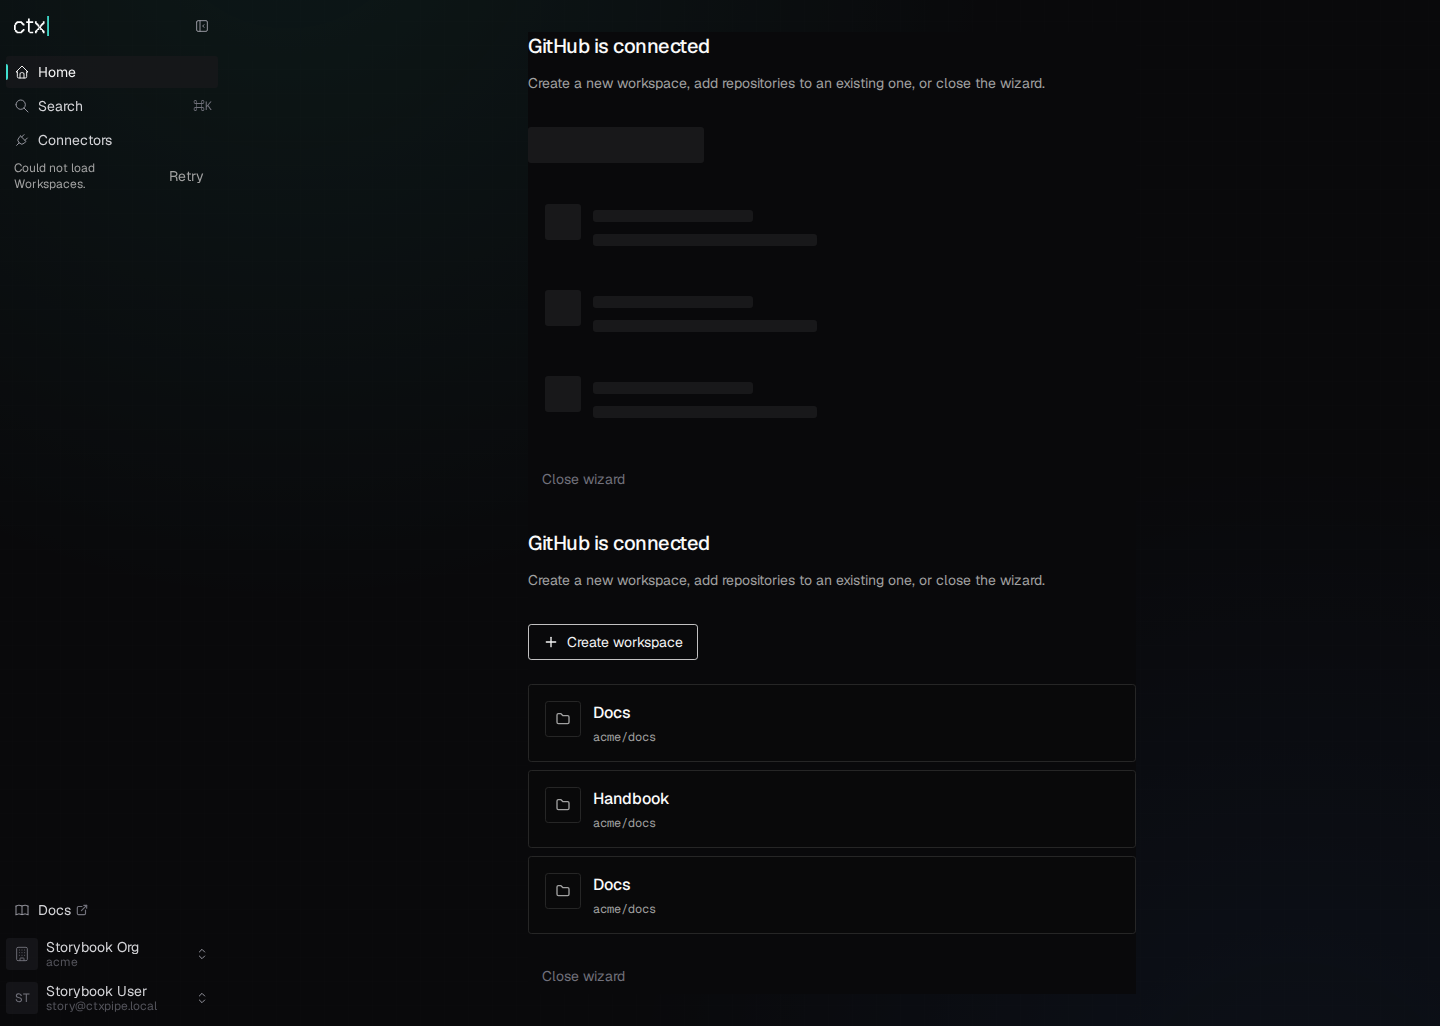 ctx
Home
Search ⌘K
Connectors
Could not load
Workspaces.
Retry
Docs
Storybook Org
acme
ST
Storybook User
story@ctxpipe.local
GitHub is connected
Create a new workspace, add repositories to an existing one, or close the wizard.
Close wizard
GitHub is connected
Create a new workspace, add repositories to an existing one, or close the wizard.
Create workspace
Docs
acme/docs
Handbook
acme/docs
Docs
acme/docs
Close wizard